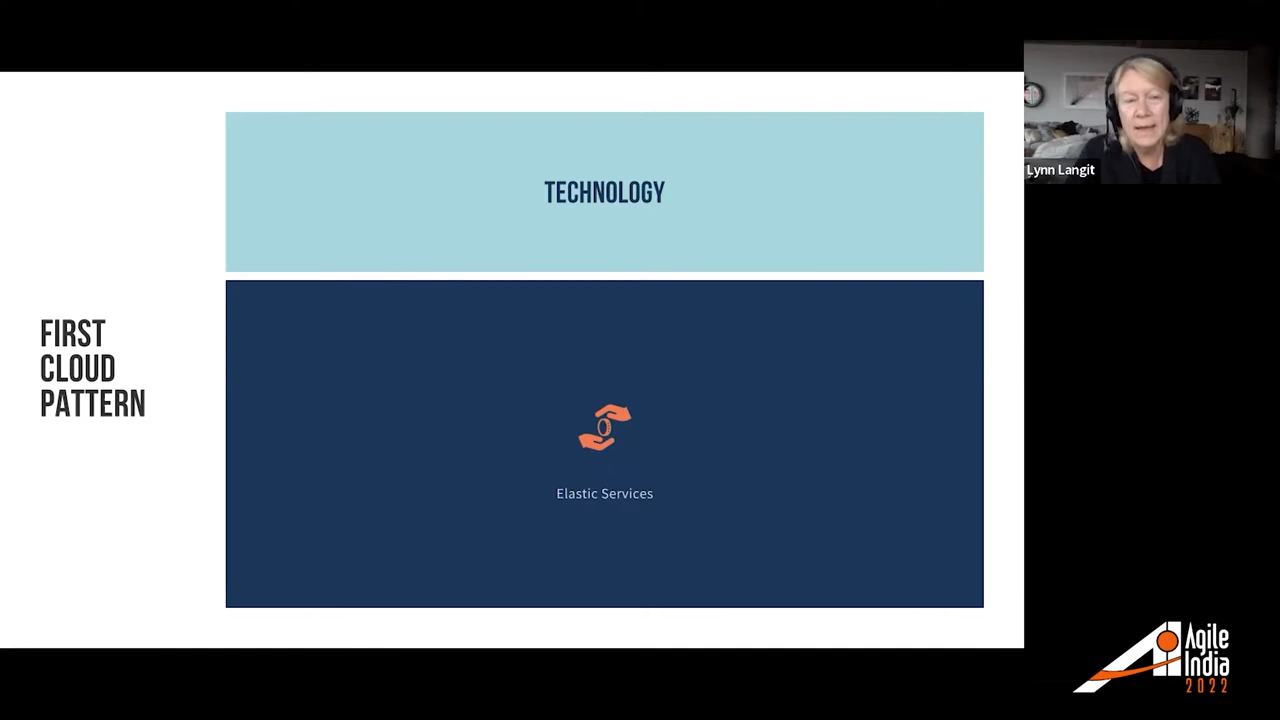 FIRST
CLOUD
PATTERN
TECHNOLOGY
Elastic Services
Lynn Langit
Agile
India
2022